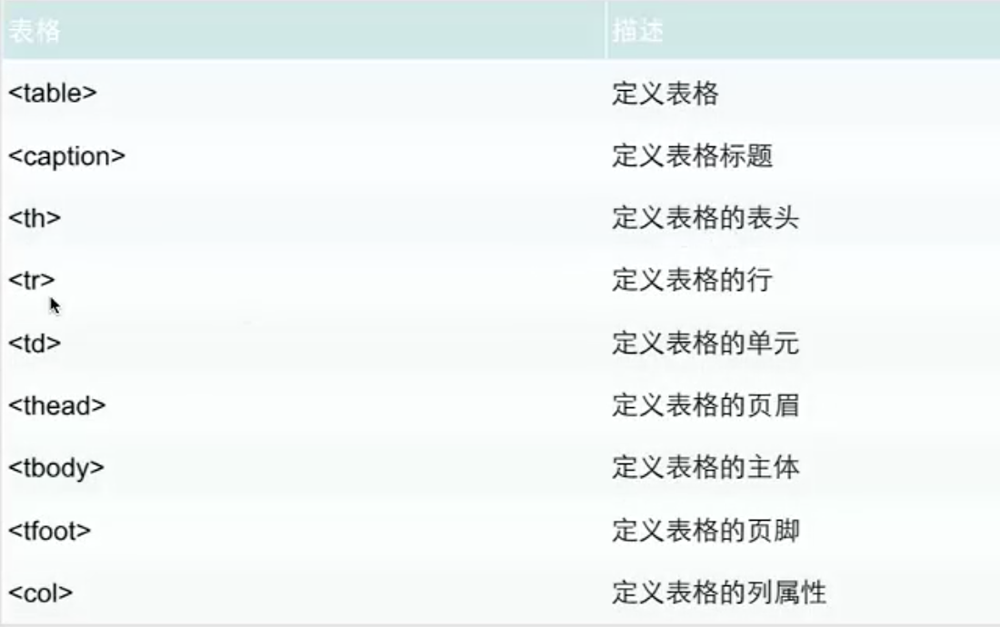 表格 描述
<table> 定义表格
<caption> 定义表格标题
<th> 定义表格的表头
<tr> 定义表格的行
<td> 定义表格的单元
<thead> 定义表格的页眉
<tbody> 定义表格的主体
<tfoot> 定义表格的页脚
<col> 定义表格的列属性